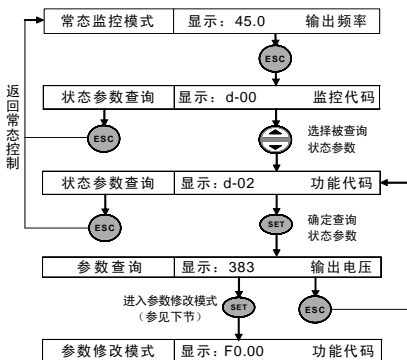 常态监控模式 显示：45.0 输出频率
ESC
状态参数查询 显示：d-00 监控代码
返回常态控制
ESC
选择被查询
状态参数
状态参数查询 显示：d-02 功能代码
ESC
SET
确定查询
状态参数
参数查询 显示：383 输出电压
进入参数修改模式
（参见下节）
SET
ESC
参数修改模式 显示：F0.00 功能代码